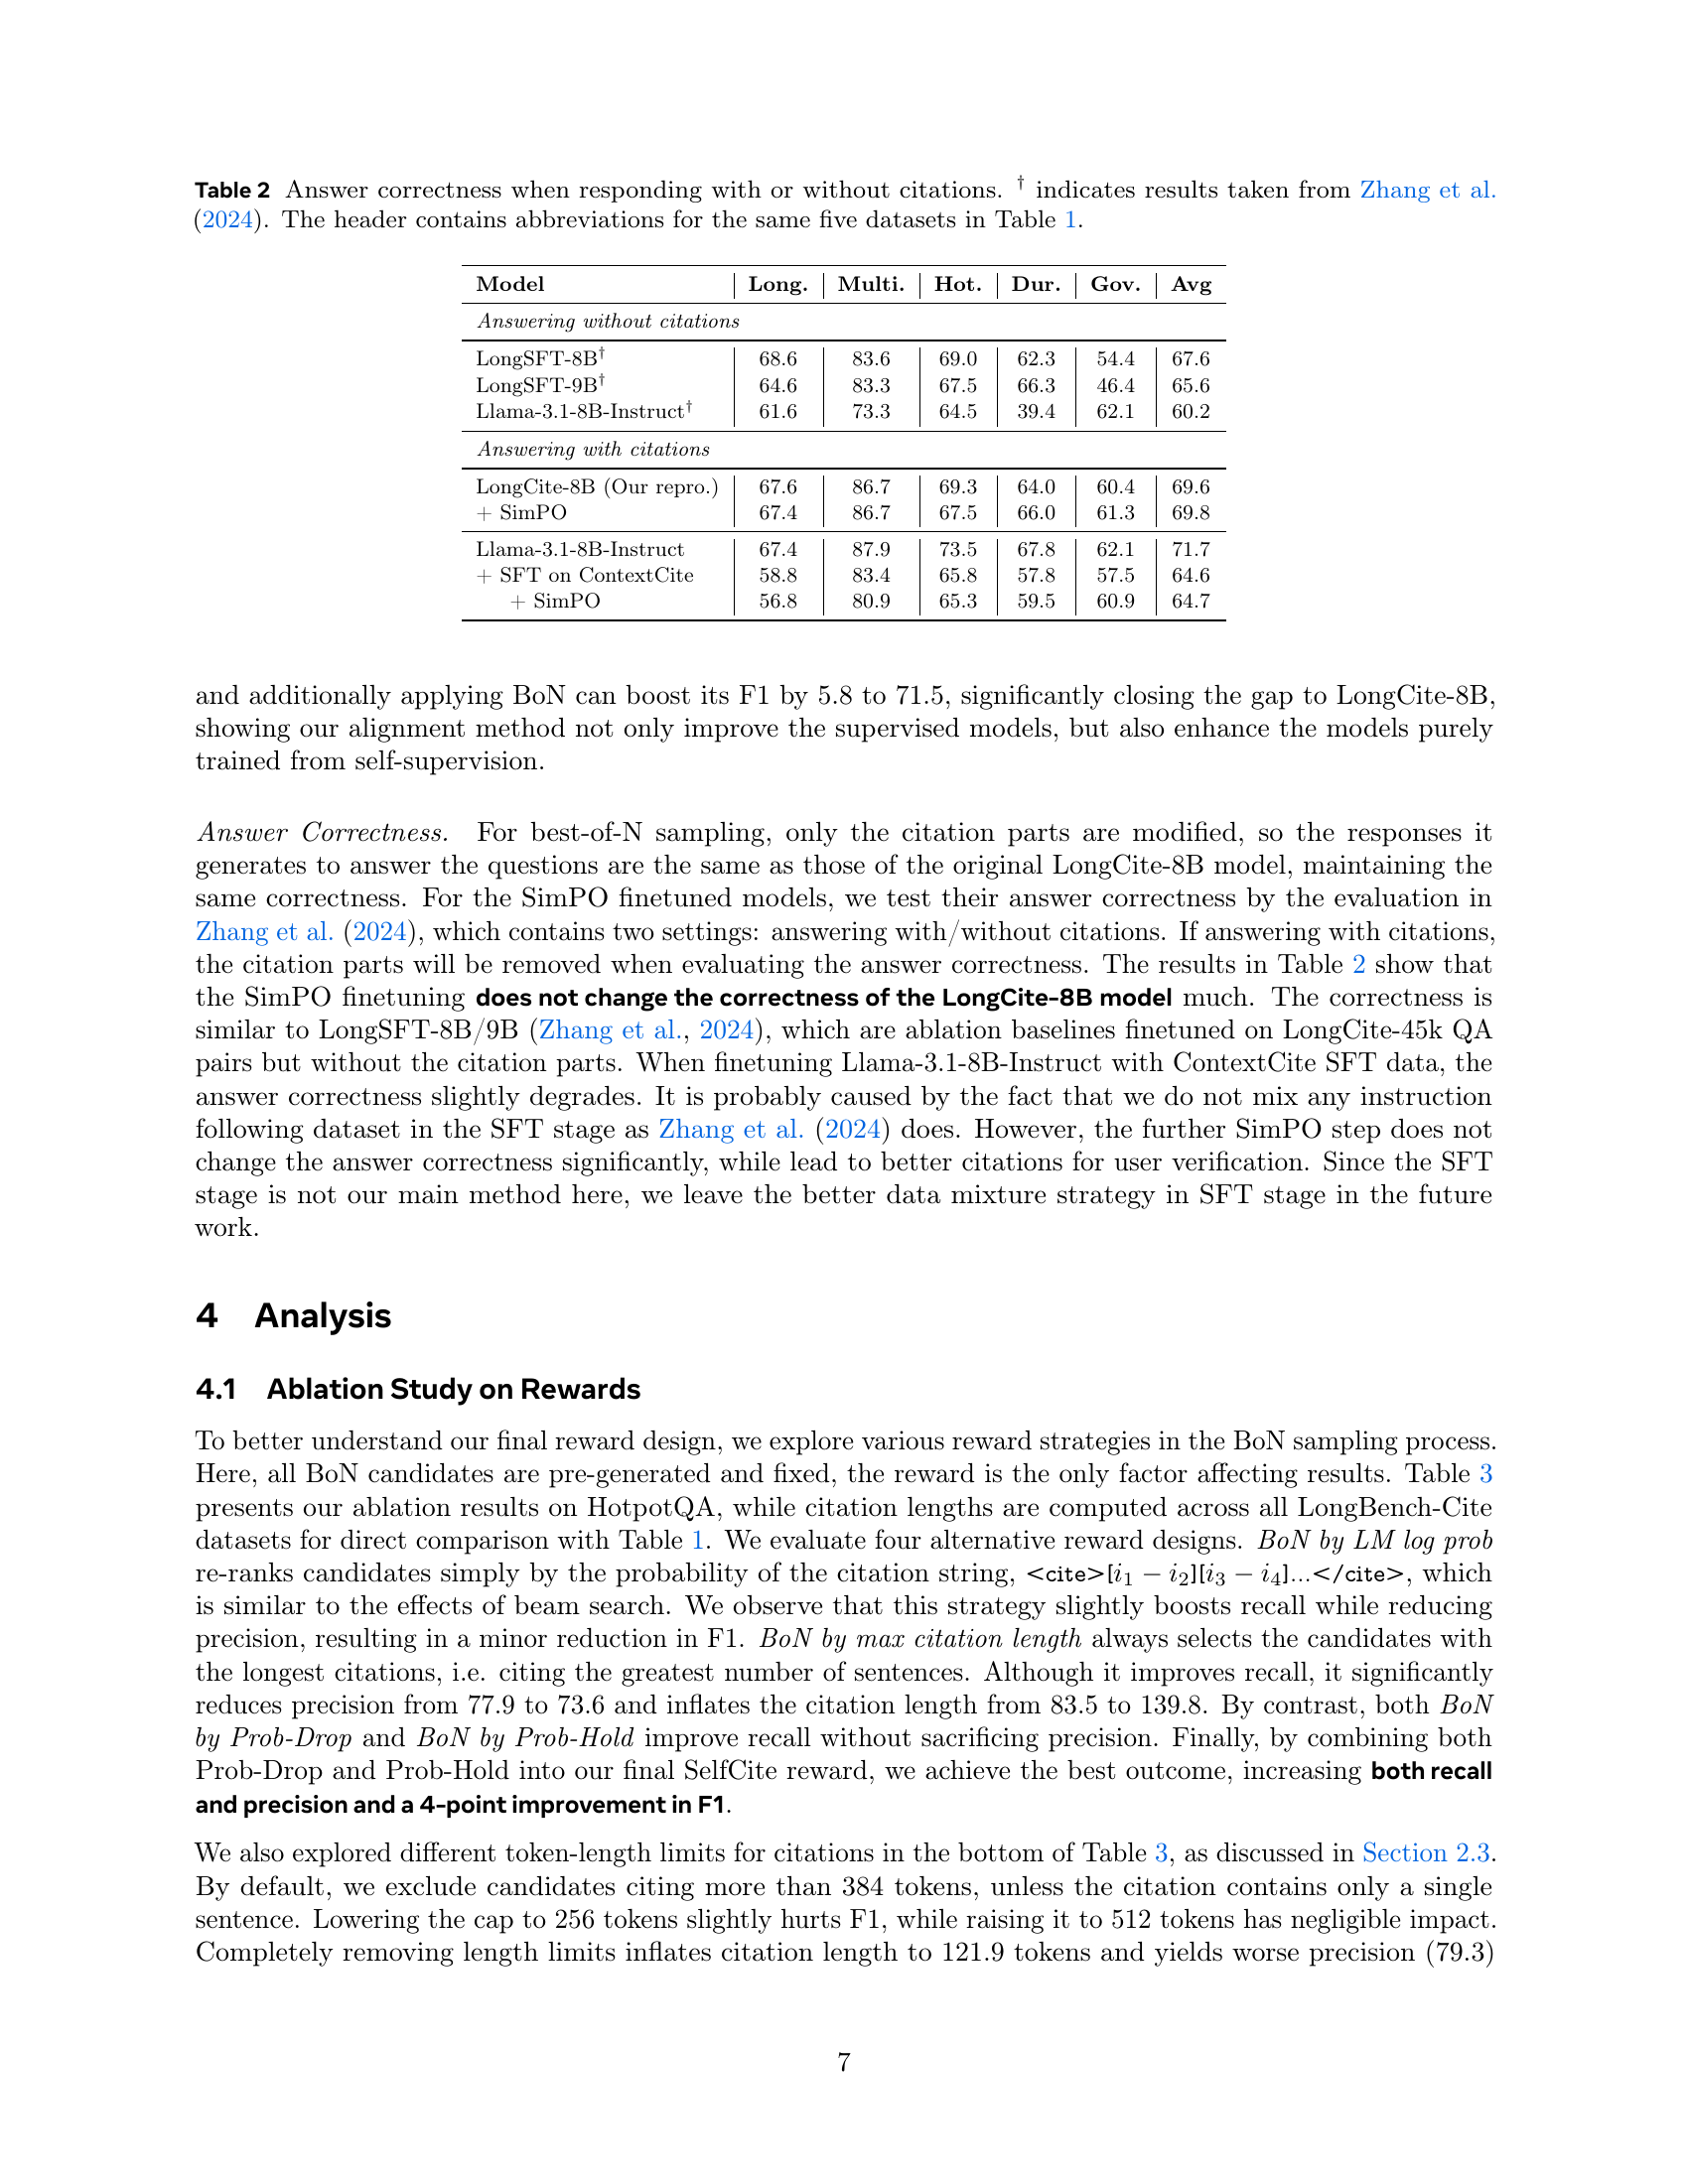 Table 2 Answer correctness when responding with or without citations. † indicates results taken from Zhang et al.
(2024). The header contains abbreviations for the same five datasets in Table 1.
Model Long. Multi. Hot. Dur. Gov. Avg
Answering without citations
LongSFT-8B† 68.6 83.6 69.0 62.3 54.4 67.6
LongSFT-9B† 64.6 83.3 67.5 66.3 46.4 65.6
Llama-3.1-8B-Instruct† 61.6 73.3 64.5 39.4 62.1 60.2
Answering with citations
LongCite-8B (Our repro.) 67.6 86.7 69.3 64.0 60.4 69.6
+ SimPO 67.4 86.7 67.5 66.0 61.3 69.8
Llama-3.1-8B-Instruct 67.4 87.9 73.5 67.8 62.1 71.7
+ SFT on ContextCite 58.8 83.4 65.8 57.8 57.5 64.6
+ SimPO 56.8 80.9 65.3 59.5 60.9 64.7
and additionally applying BoN can boost its F1 by 5.8 to 71.5, significantly closing the gap to LongCite-8B,
showing our alignment method not only improve the supervised models, but also enhance the models purely
trained from self-supervision.
Answer Correctness. For best-of-N sampling, only the citation parts are modified, so the responses it
generates to answer the questions are the same as those of the original LongCite-8B model, maintaining the
same correctness. For the SimPO finetuned models, we test their answer correctness by the evaluation in
Zhang et al. (2024), which contains two settings: answering with/without citations. If answering with citations,
the citation parts will be removed when evaluating the answer correctness. The results in Table 2 show that
the SimPO finetuning does not change the correctness of the LongCite-8B model much. The correctness is
similar to LongSFT-8B/9B (Zhang et al., 2024), which are ablation baselines finetuned on LongCite-45k QA
pairs but without the citation parts. When finetuning Llama-3.1-8B-Instruct with ContextCite SFT data, the
answer correctness slightly degrades. It is probably caused by the fact that we do not mix any instruction
following dataset in the SFT stage as Zhang et al. (2024) does. However, the further SimPO step does not
change the answer correctness significantly, while lead to better citations for user verification. Since the SFT
stage is not our main method here, we leave the better data mixture strategy in SFT stage in the future
work.
4 Analysis
4.1 Ablation Study on Rewards
To better understand our final reward design, we explore various reward strategies in the BoN sampling process.
Here, all BoN candidates are pre-generated and fixed, the reward is the only factor affecting results. Table 3
presents our ablation results on HotpotQA, while citation lengths are computed across all LongBench-Cite
datasets for direct comparison with Table 1. We evaluate four alternative reward designs. BoN by LM log prob
re-ranks candidates simply by the probability of the citation string, <cite>[i₁ − i₂][i₃ − i₄]...</cite>, which
is similar to the effects of beam search. We observe that this strategy slightly boosts recall while reducing
precision, resulting in a minor reduction in F1. BoN by max citation length always selects the candidates with
the longest citations, i.e. citing the greatest number of sentences. Although it improves recall, it significantly
reduces precision from 77.9 to 73.6 and inflates the citation length from 83.5 to 139.8. By contrast, both BoN
by Prob-Drop and BoN by Prob-Hold improve recall without sacrificing precision. Finally, by combining both
Prob-Drop and Prob-Hold into our final SelfCite reward, we achieve the best outcome, increasing both recall
and precision and a 4-point improvement in F1.
We also explored different token-length limits for citations in the bottom of Table 3, as discussed in Section 2.3.
By default, we exclude candidates citing more than 384 tokens, unless the citation contains only a single
sentence. Lowering the cap to 256 tokens slightly hurts F1, while raising it to 512 tokens has negligible impact.
Completely removing length limits inflates citation length to 121.9 tokens and yields worse precision (79.3)
7